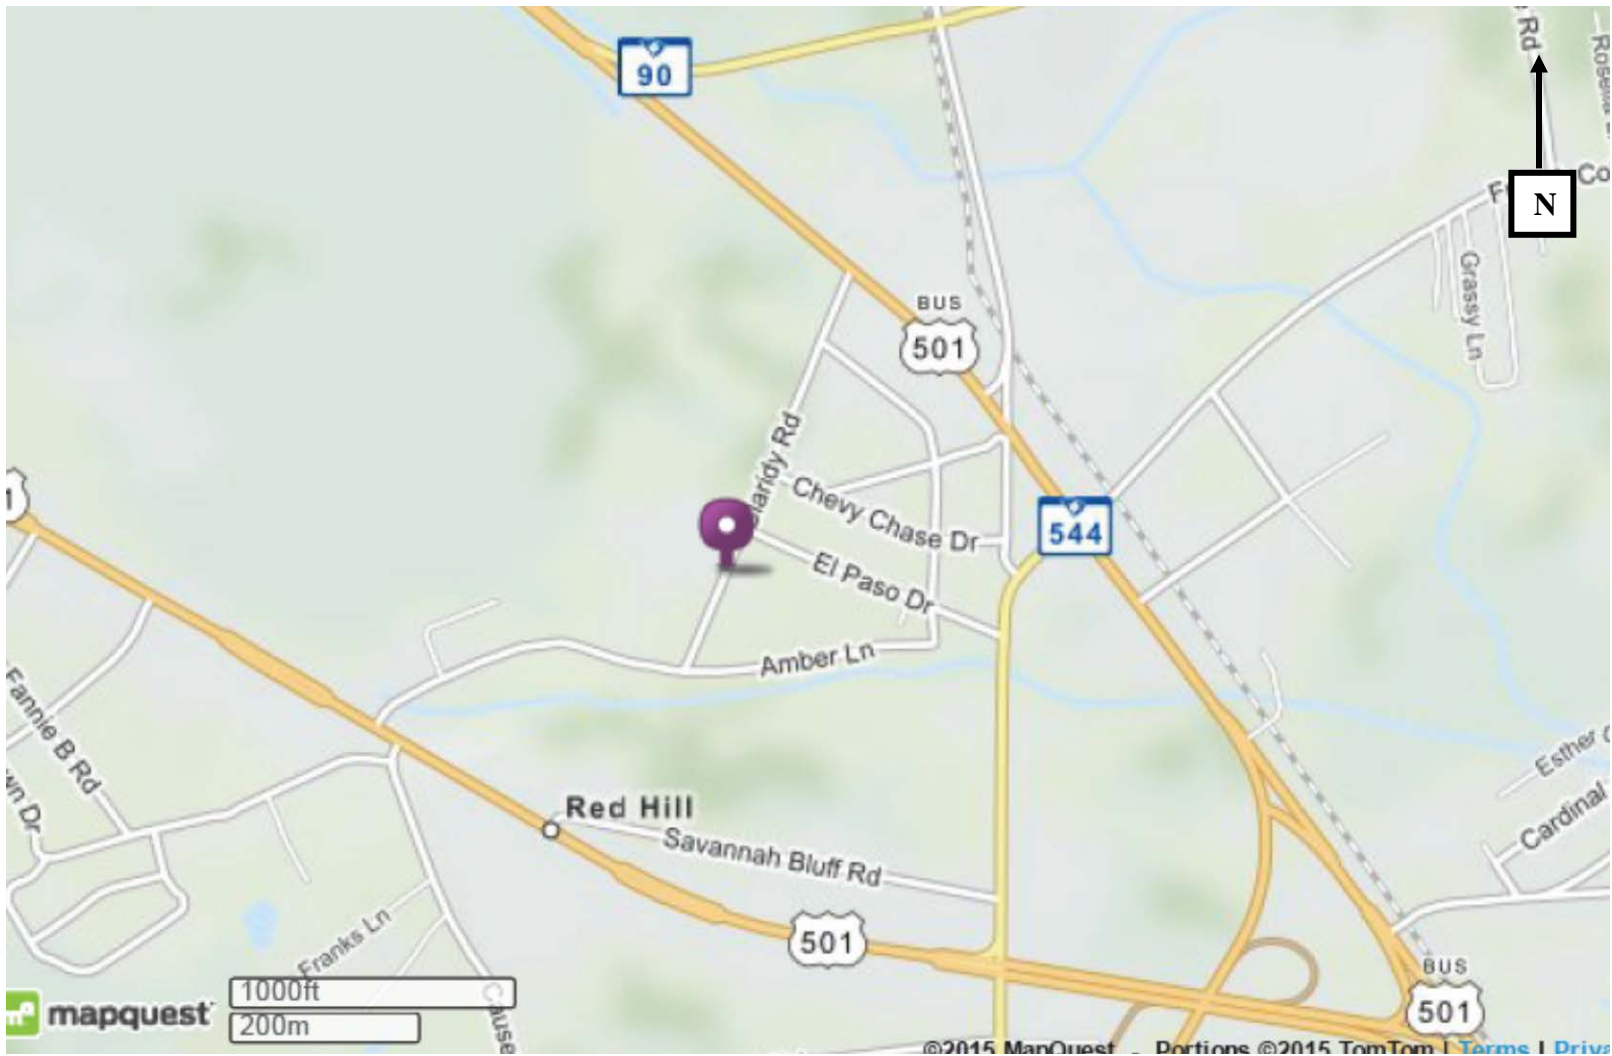 Rd
90
N
Co
Grassy Ln
BUS
501
Chevy Chase Dr
544
El Paso Dr
Amber Ln
Fannie B Rd
Esther
Cardinal
Red Hill
Savannah Bluff Rd
501
Franks Ln
BUS
501
1000ft
200m
mapquest
©2015 MapQuest - Portions ©2015 TomTom | Terms | Priva